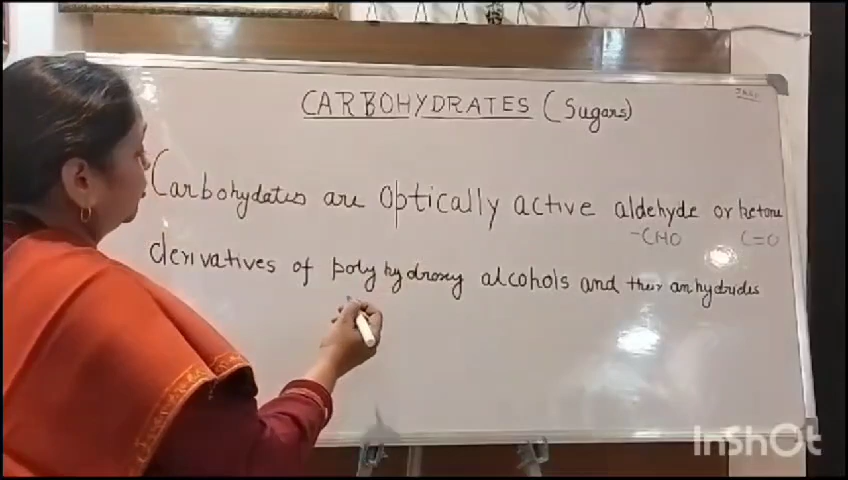 CARBOHYDRATES (Sugars)
Carbohydates are Optically active aldehyde or ketone
-CHO C=O
derivatives of polyhydroxy alcohols and their anhydrides
InShOt